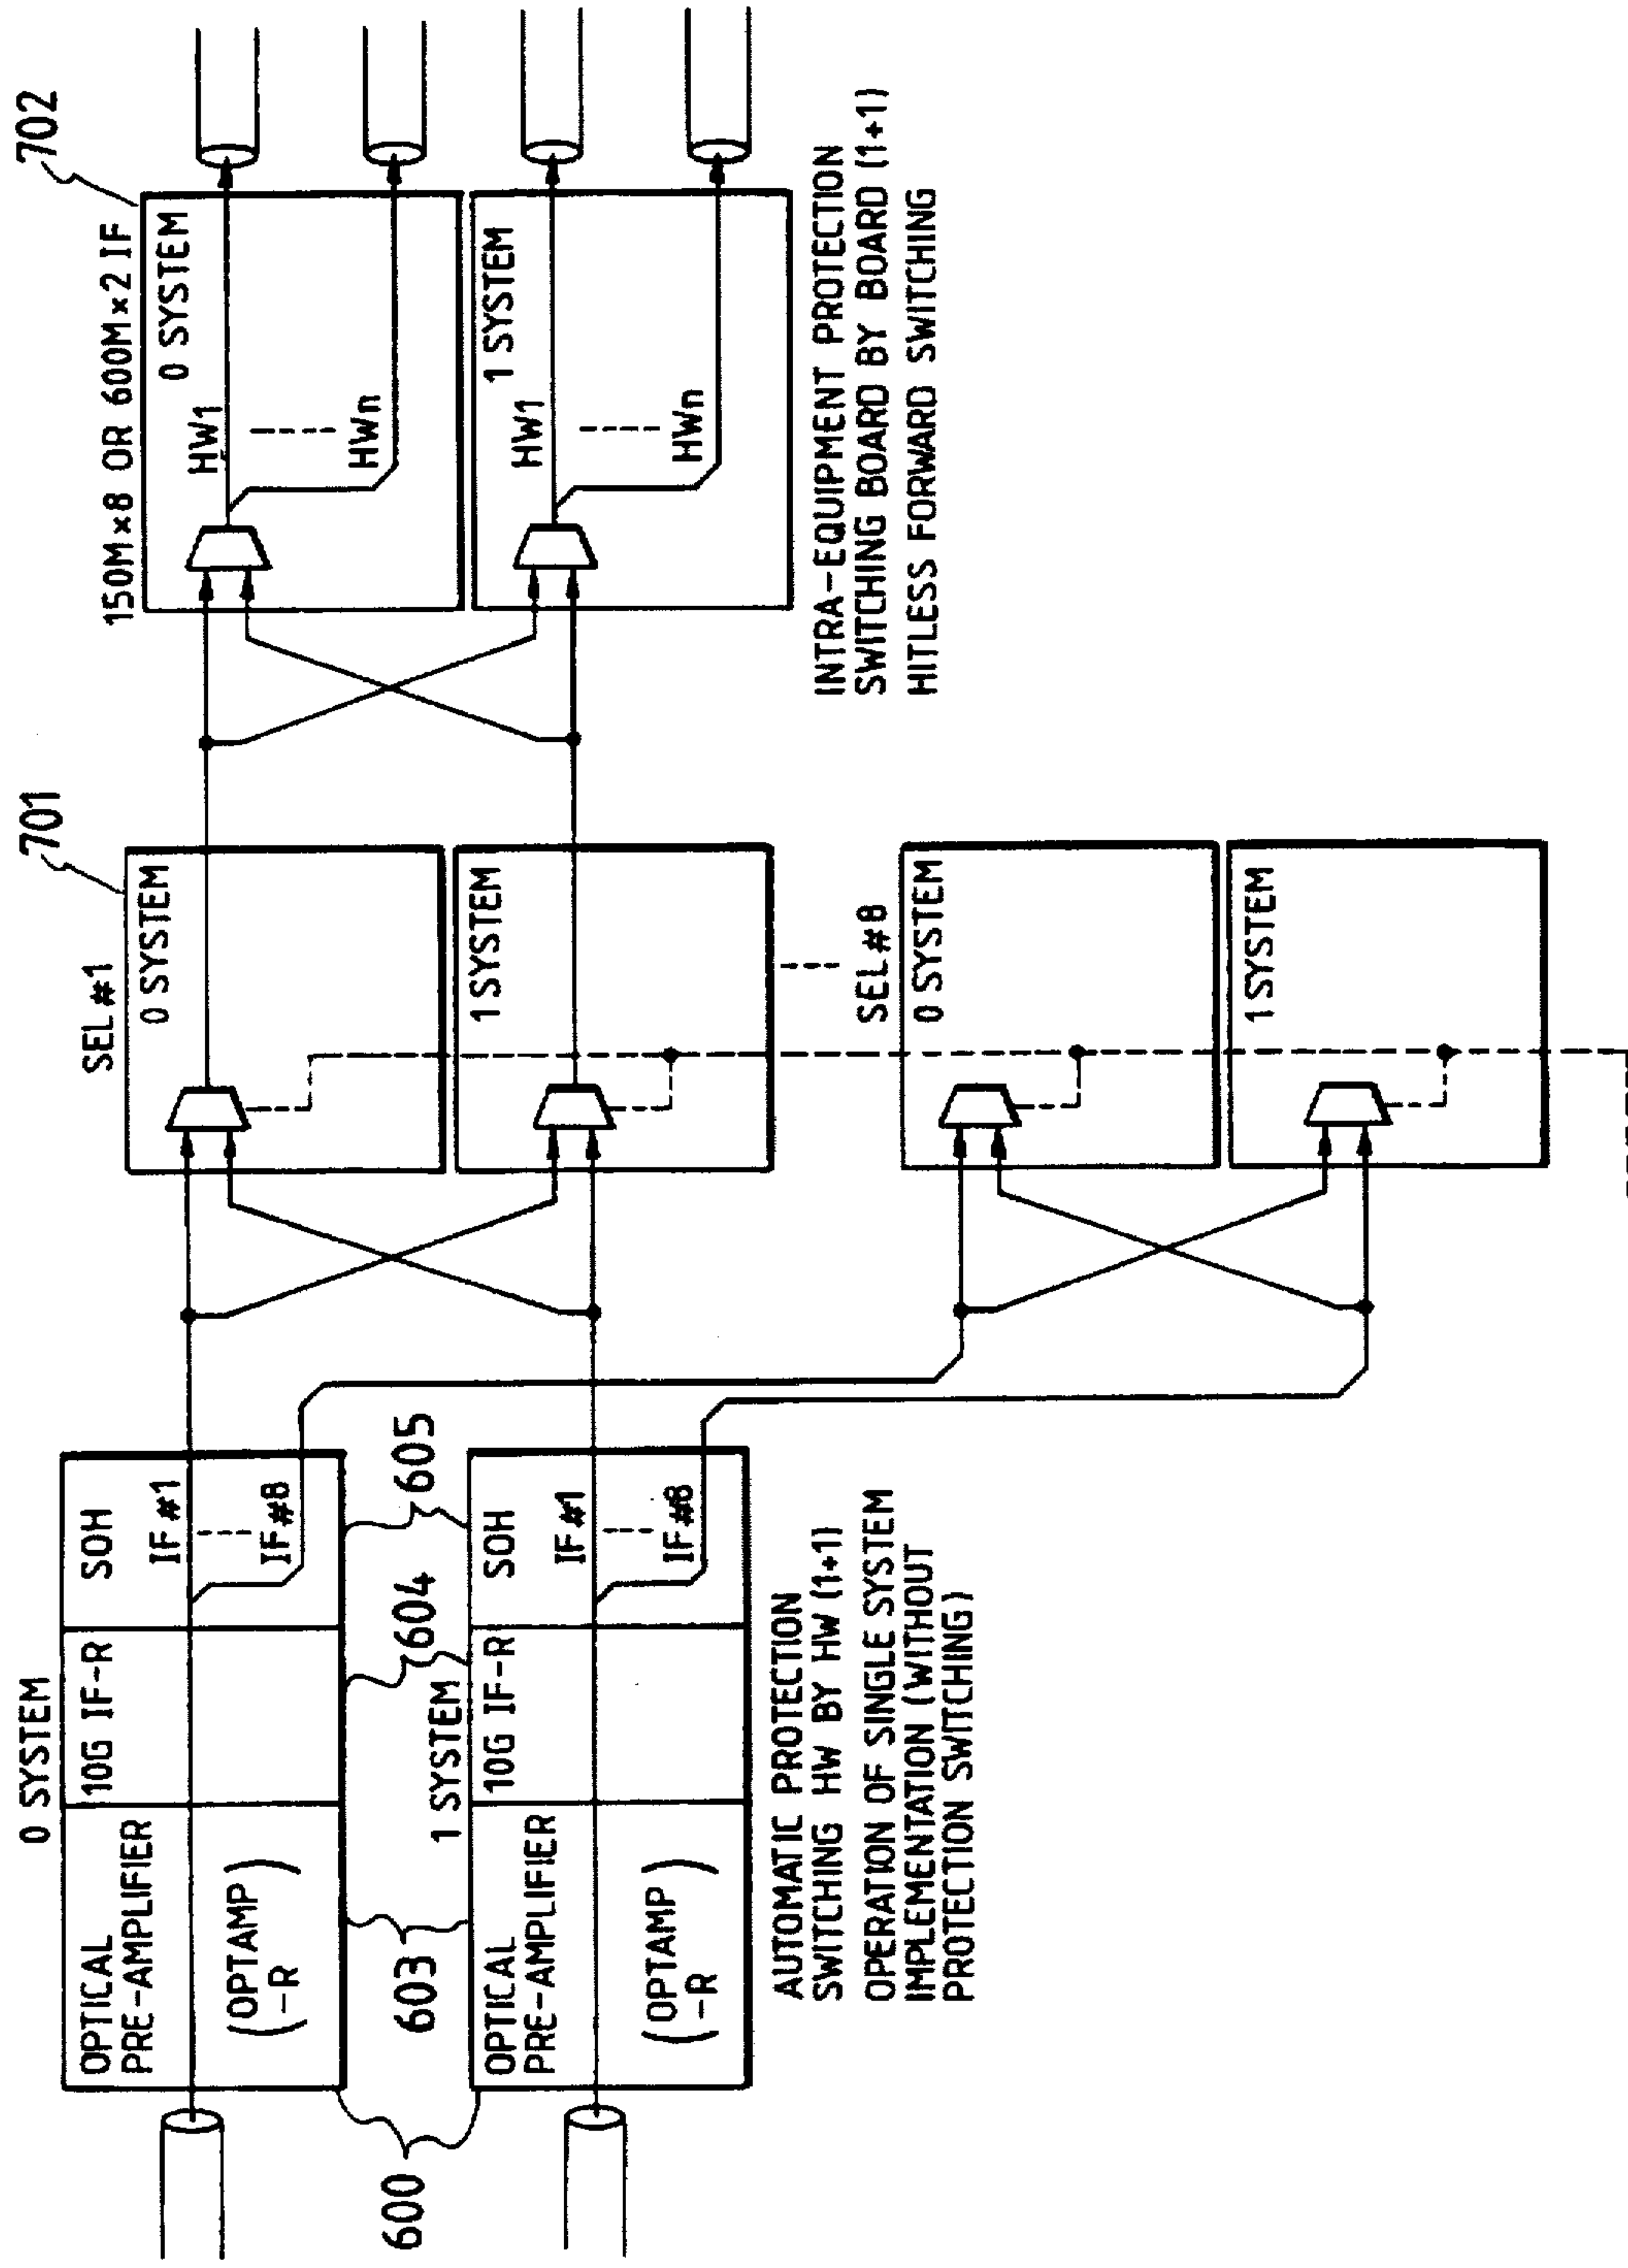 0 SYSTEM
OPTICAL
PRE-AMPLIFIER
(OPTAMP
-R)
10G IF-R
SOH
IF #1
IF #8
600
603
604
605
1 SYSTEM
OPTICAL
PRE-AMPLIFIER
(OPTAMP
-R)
10G IF-R
SOH
IF #1
IF #8
AUTOMATIC PROTECTION
SWITCHING HW BY HW (1+1)
OPERATION OF SINGLE SYSTEM
IMPLEMENTATION (WITHOUT
PROTECTION SWITCHING)
701
SEL #1
0 SYSTEM
1 SYSTEM
SEL #8
0 SYSTEM
1 SYSTEM
702
150M×8 OR 600M×2 IF
0 SYSTEM
HW1
HWn
1 SYSTEM
HW1
HWn
INTRA-EQUIPMENT PROTECTION
SWITCHING BOARD BY BOARD (1+1)
HITLESS FORWARD SWITCHING